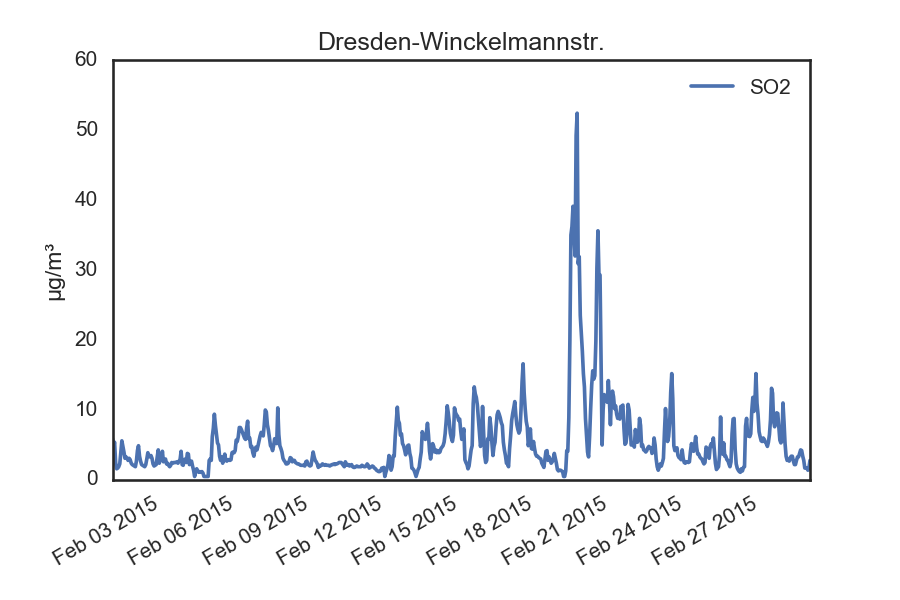 Dresden-Winckelmannstr.
60
50
40
30
20
10
0
µg/m³
SO2
Feb 03 2015
Feb 06 2015
Feb 09 2015
Feb 12 2015
Feb 15 2015
Feb 18 2015
Feb 21 2015
Feb 24 2015
Feb 27 2015